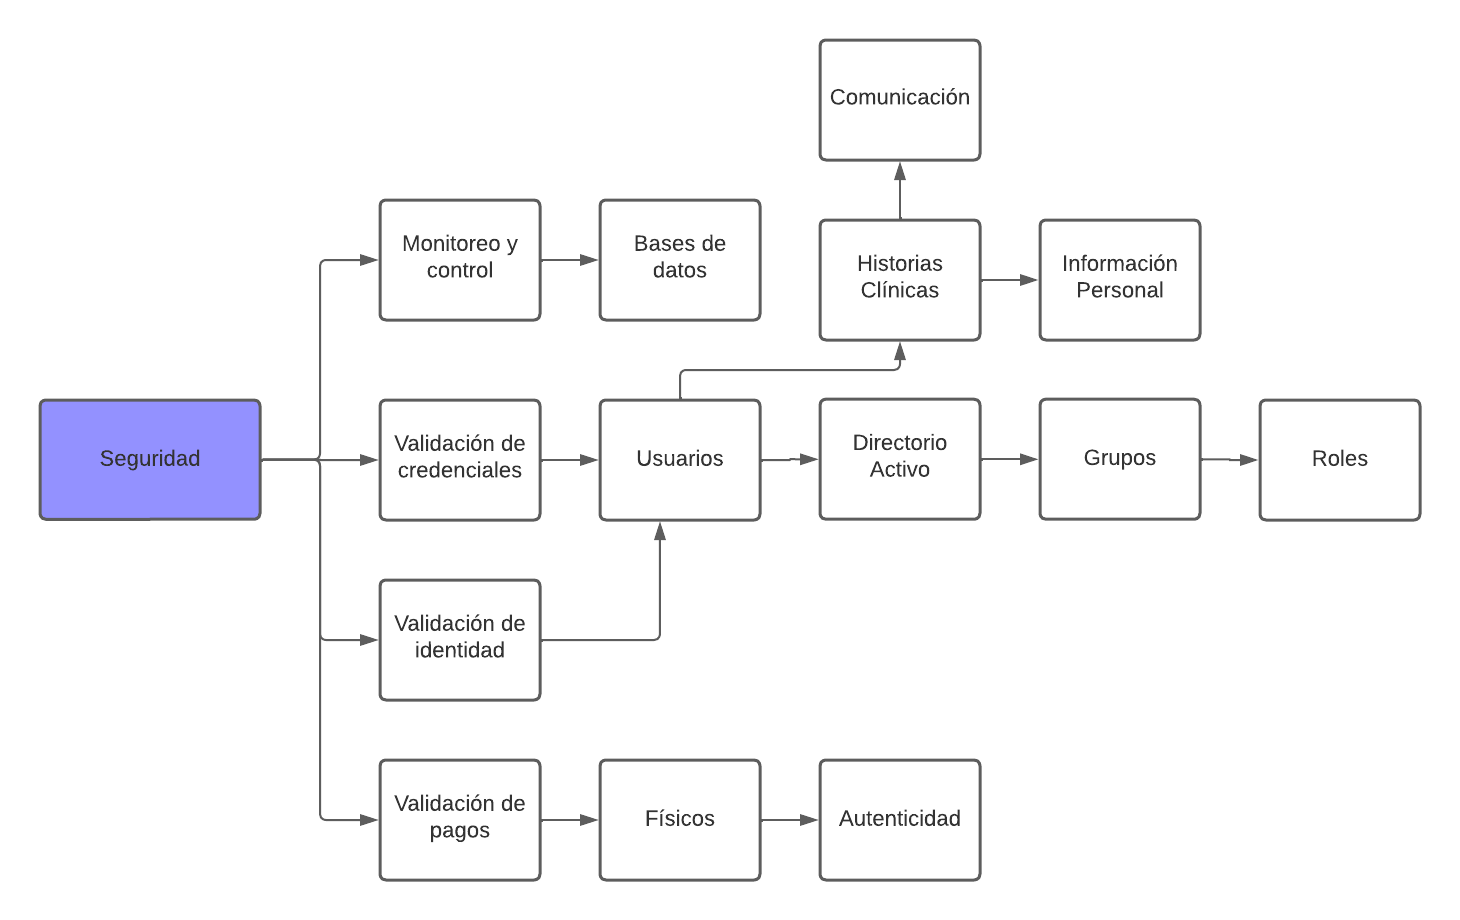 Comunicación
Monitoreo y
control
Bases de
datos
Historias
Clínicas
Información
Personal
Seguridad
Validación de
credenciales
Usuarios
Directorio
Activo
Grupos
Roles
Validación de
identidad
Validación de
pagos
Físicos
Autenticidad